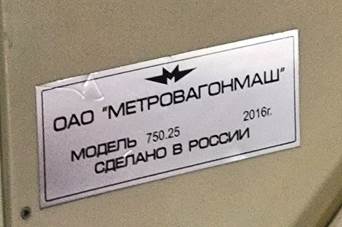 ОАО "МЕТРОВАГОНМАШ"
МОДЕЛЬ 750.25 2016г.
СДЕЛАНО В РОССИИ